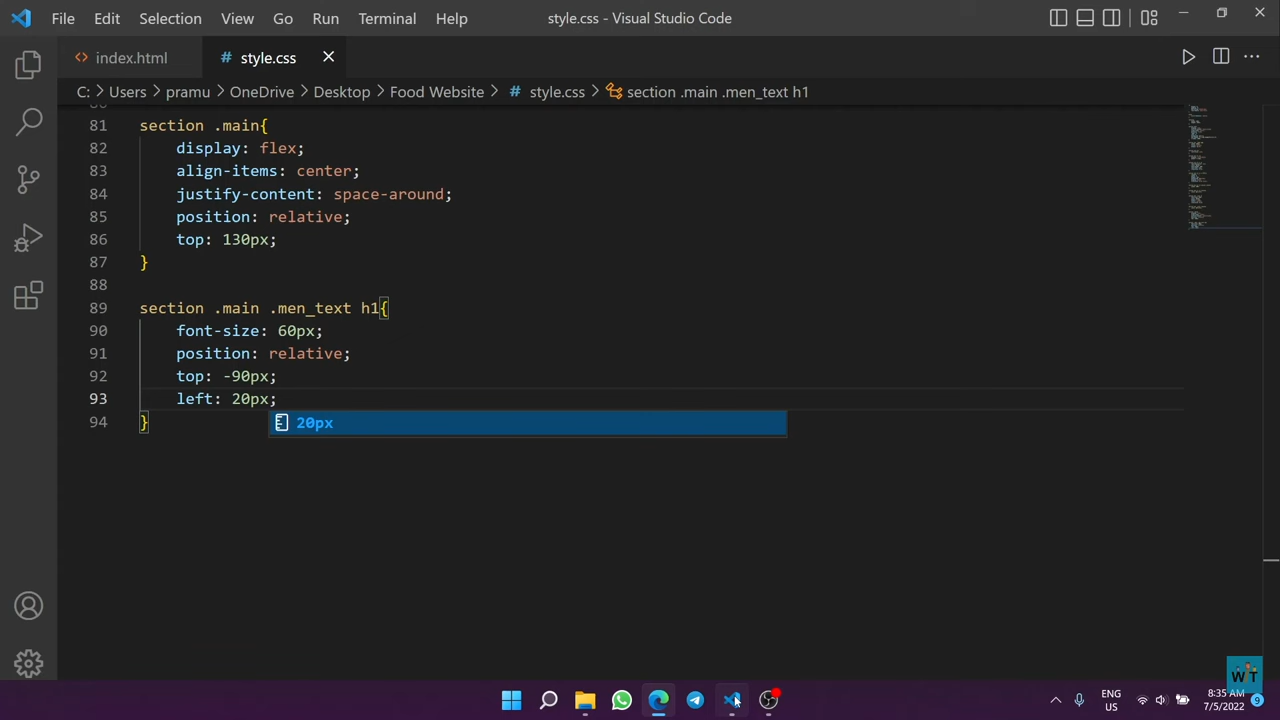 File Edit Selection View Go Run Terminal Help style.css - Visual Studio Code
index.html style.css
C: > Users > pramu > OneDrive > Desktop > Food Website > style.css > section .main .men_text h1
81 section .main{
82 display: flex;
83 align-items: center;
84 justify-content: space-around;
85 position: relative;
86 top: 130px;
87 }
88
89 section .main .men_text h1{
90 font-size: 60px;
91 position: relative;
92 top: -90px;
93 left: 20px;
94 }
20px
WT
ENG 8:35 AM
US 7/5/2022 9